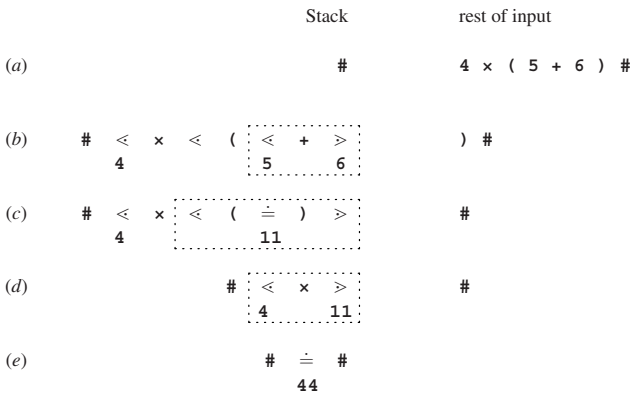 Stack rest of input
(a) # 4 × ( 5 + 6 ) #
(b) # ⋖ × ⋖ ( ⋖ + ⋗ ) #
4 5 6
(c) # ⋖ × ⋖ ( ≐ ) ⋗ #
4 11
(d) # ⋖ × ⋗ #
4 11
(e) # ≐ #
44